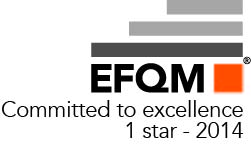 EFQM®
Committed to excellence
1 star - 2014